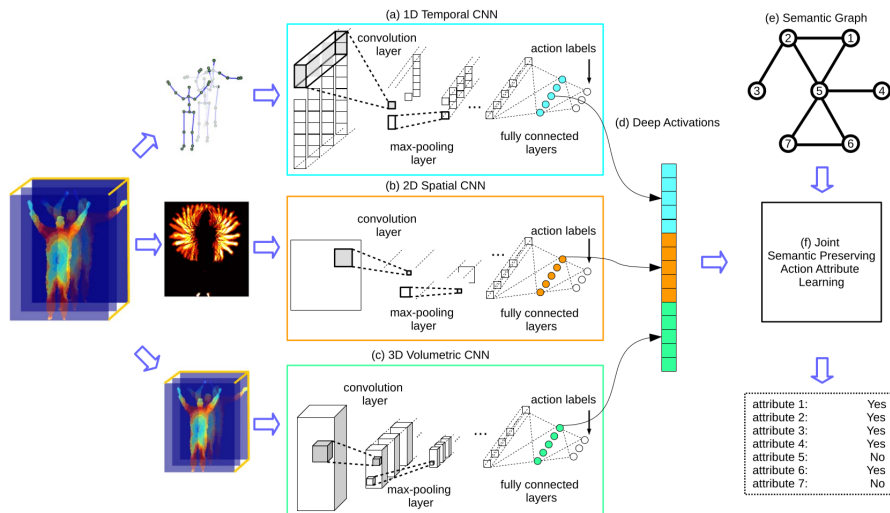 (a) 1D Temporal CNN
convolution
layer
action labels
max-pooling
layer
...
fully connected
layers
(b) 2D Spatial CNN
convolution
layer
action labels
max-pooling
layer
...
fully connected
layers
(c) 3D Volumetric CNN
convolution
layer
action labels
max-pooling
layer
...
fully connected
layers
(d) Deep Activations
(e) Semantic Graph
2
1
3
5
4
7
6
(f) Joint
Semantic Preserving
Action Attribute
Learning
attribute 1: Yes
attribute 2: Yes
attribute 3: Yes
attribute 4: Yes
attribute 5: No
attribute 6: Yes
attribute 7: No